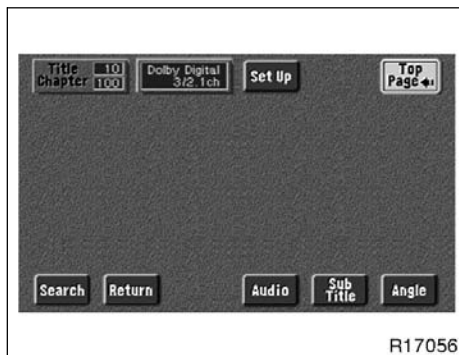 Title 10
Chapter 100
Dolby Digital
3/2.1ch
Set Up
Top
Page
Search
Return
Audio
Sub
Title
Angle
R17056